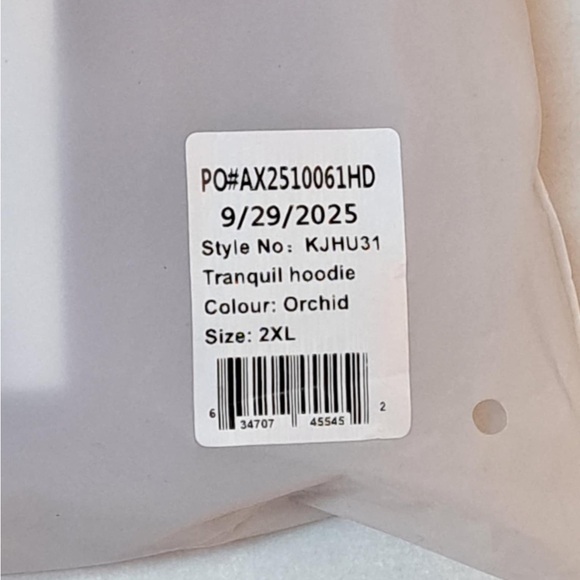 PO#AX2510061HD
9/29/2025
Style No: KJHU31
Tranquil hoodie
Colour: Orchid
Size: 2XL
6 34707 45545 2